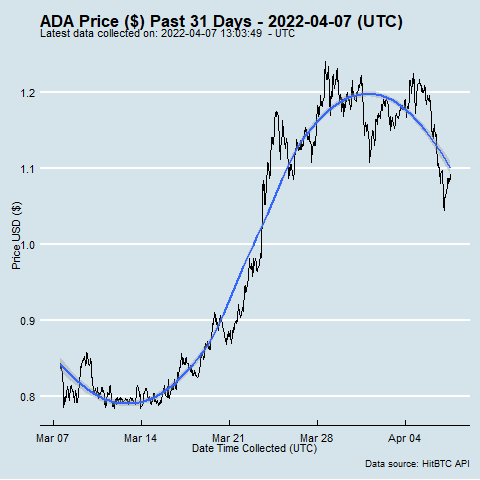 ADA Price ($) Past 31 Days - 2022-04-07 (UTC)
Latest data collected on: 2022-04-07 13:03:49 - UTC
Price USD ($)
1.2
1.1
1.0
0.9
0.8
Mar 07 Mar 14 Mar 21 Mar 28 Apr 04
Date Time Collected (UTC)
Data source: HitBTC API